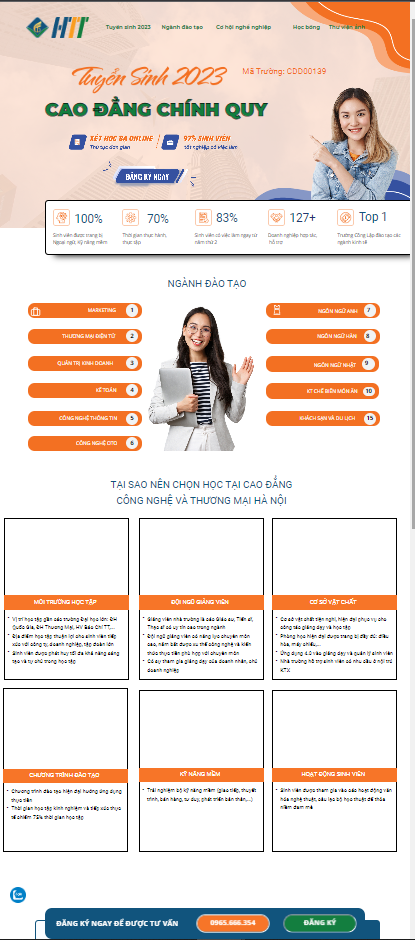 HTT
Tuyển sinh 2023 Ngành đào tạo Cơ hội nghề nghiệp Học bổng Thư viện ảnh
Tuyển Sinh 2023
Mã Trường: CDD00139
CAO ĐẲNG CHÍNH QUY
XÉT HỌC BẠ ONLINE
Thủ tục đơn giản
97% SINH VIÊN
tốt nghiệp có việc làm
ĐĂNG KÝ NGAY
100%
Sinh viên được trang bị
Ngoại ngữ, Kỹ năng mềm
70%
Thời gian thực hành,
thực tập
83%
Sinh viên có việc làm ngay từ
năm thứ 2
127+
Doanh nghiệp hợp tác,
hỗ trợ
Top 1
Trường Công Lập đào tạo các
ngành kinh tế
NGÀNH ĐÀO TẠO
MARKETING 1
THƯƠNG MẠI ĐIỆN TỬ 2
QUẢN TRỊ KINH DOANH 3
KẾ TOÁN 4
CÔNG NGHỆ THÔNG TIN 5
CÔNG NGHỆ OTO 6
NGÔN NGỮ ANH 7
NGÔN NGỮ HÀN 8
NGÔN NGỮ NHẬT 9
KT CHẾ BIẾN MÓN ĂN 10
KHÁCH SẠN VÀ DU LỊCH 15
TẠI SAO NÊN CHỌN HỌC TẠI CAO ĐẲNG
CÔNG NGHỆ VÀ THƯƠNG MẠI HÀ NỘI
MÔI TRƯỜNG HỌC TẬP
Vị trí học tập gần các trường Đại học lớn: ĐH
Quốc Gia, ĐH Thương Mại, HV Báo Chí TT,...
Địa điểm học tập thuận lợi cho sinh viên tiếp
xúc với công ty, doanh nghiệp, tập đoàn lớn
Sinh viên được phát huy tối đa khả năng sáng
tạo và tự chủ trong học tập
ĐỘI NGŨ GIẢNG VIÊN
Giảng viên nhà trường là các Giáo sư, Tiến sĩ,
Thạc sĩ có uy tín cao trong ngành
Đội ngũ giảng viên có năng lực chuyên môn
cao, nắm bắt được xu thế công nghệ và kiến
thức thực tiễn phù hợp với chuyên môn
Có sự tham gia giảng dạy của doanh nhân, chủ
doanh nghiệp
CƠ SỞ VẬT CHẤT
Cơ sở vật chất tiện nghi, hiện đại phục vụ cho
công tác giảng dạy và học tập
Phòng học hiện đại được trang bị đầy đủ: điều
hòa, máy chiếu,...
Ứng dụng 4.0 vào giảng dạy và quản lý sinh viên
Nhà trường hỗ trợ sinh viên có nhu cầu ở nội trú
KTX
CHƯƠNG TRÌNH ĐÀO TẠO
Chương trình đào tạo hiện đại hướng ứng dụng
thực tiễn
Thời gian học tập kinh nghiệm và tiếp xúc thực
tế chiếm 75% thời gian học tập
KỸ NĂNG MỀM
Trải nghiệm bộ kỹ năng mềm (giao tiếp, thuyết
trình, bán hàng, tư duy, phát triển bản thân,...)
HOẠT ĐỘNG SINH VIÊN
Sinh viên được tham gia vào các hoạt động văn
hóa nghệ thuật, câu lạc bộ học thuật để thỏa
niềm đam mê
Zalo
ĐĂNG KÝ NGAY ĐỂ ĐƯỢC TƯ VẤN 0965.666.354 ĐĂNG KÝ